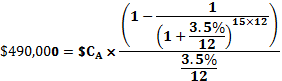 $490,000 = $C_A × (1 − 1/(1 + 3.5%/12)^(15×12)) / (3.5%/12)